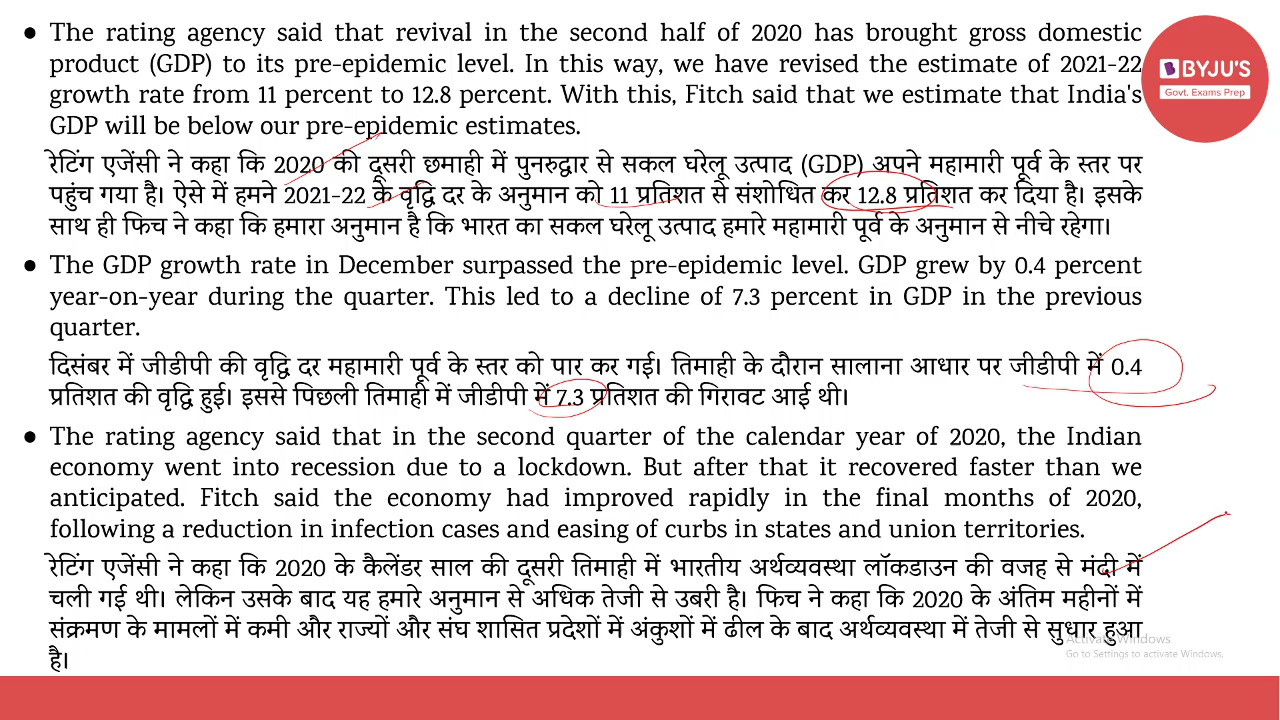 ● The rating agency said that revival in the second half of 2020 has brought gross domestic
product (GDP) to its pre-epidemic level. In this way, we have revised the estimate of 2021-22
growth rate from 11 percent to 12.8 percent. With this, Fitch said that we estimate that India's
GDP will be below our pre-epidemic estimates.
रेटिंग एजेंसी ने कहा कि 2020 की दूसरी छमाही में पुनरुद्वार से सकल घरेलू उत्पाद (GDP) अपने महामारी पूर्व के स्तर पर
पहुंच गया है। ऐसे में हमने 2021-22 के वृद्धि दर के अनुमान को 11 प्रतिशत से संशोधित कर 12.8 प्रतिशत कर दिया है। इसके
साथ ही फिच ने कहा कि हमारा अनुमान है कि भारत का सकल घरेलू उत्पाद हमारे महामारी पूर्व के अनुमान से नीचे रहेगा।
● The GDP growth rate in December surpassed the pre-epidemic level. GDP grew by 0.4 percent
year-on-year during the quarter. This led to a decline of 7.3 percent in GDP in the previous
quarter.
दिसंबर में जीडीपी की वृद्धि दर महामारी पूर्व के स्तर को पार कर गई। तिमाही के दौरान सालाना आधार पर जीडीपी में 0.4
प्रतिशत की वृद्धि हुई। इससे पिछली तिमाही में जीडीपी में 7.3 प्रतिशत की गिरावट आई थी।
● The rating agency said that in the second quarter of the calendar year of 2020, the Indian
economy went into recession due to a lockdown. But after that it recovered faster than we
anticipated. Fitch said the economy had improved rapidly in the final months of 2020,
following a reduction in infection cases and easing of curbs in states and union territories.
रेटिंग एजेंसी ने कहा कि 2020 के कैलेंडर साल की दूसरी तिमाही में भारतीय अर्थव्यवस्था लॉकडाउन की वजह से मंदी में
चली गई थी। लेकिन उसके बाद यह हमारे अनुमान से अधिक तेजी से उबरी है। फिच ने कहा कि 2020 के अंतिम महीनों में
संक्रमण के मामलों में कमी और राज्यों और संघ शासित प्रदेशों में अंकुशों में ढील के बाद अर्थव्यवस्था में तेजी से सुधार हुआ
है।
BYJU'S
Govt. Exams Prep
Activate Windows
Go to Settings to activate Windows.